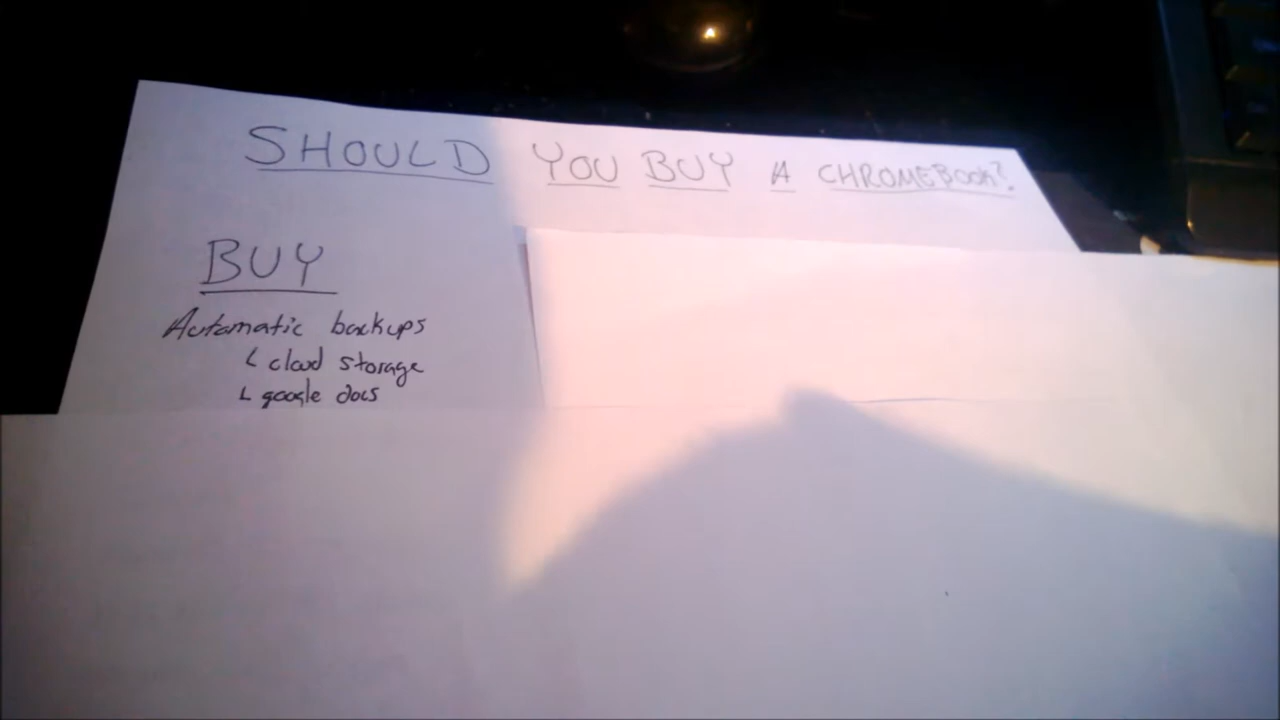 SHOULD YOU BUY A CHROMEBOOK?
BUY
Automatic backups
└ cloud storage
└ google docs